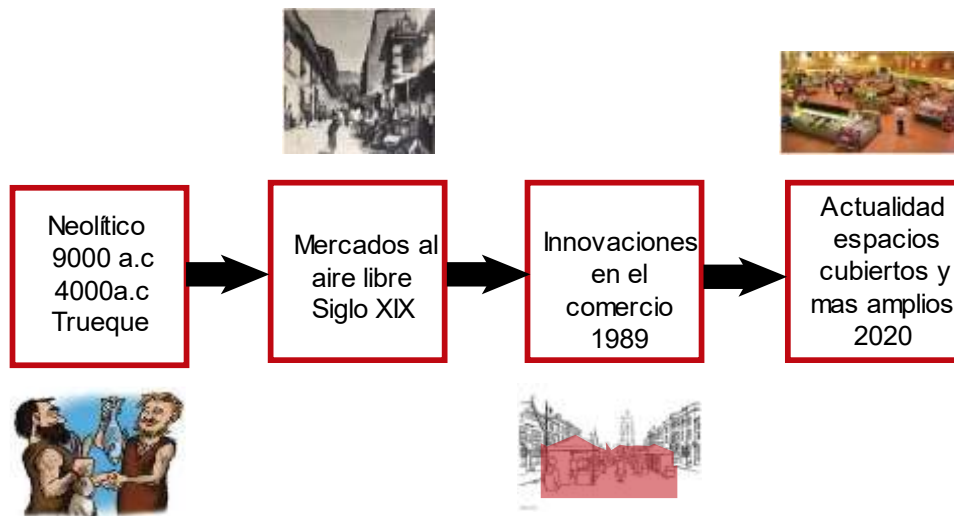 Neolítico
9000 a.c
4000a.c
Trueque
Mercados al
aire libre
Siglo XIX
Innovaciones
en el
comercio
1989
Actualidad
espacios
cubiertos y
mas amplios
2020